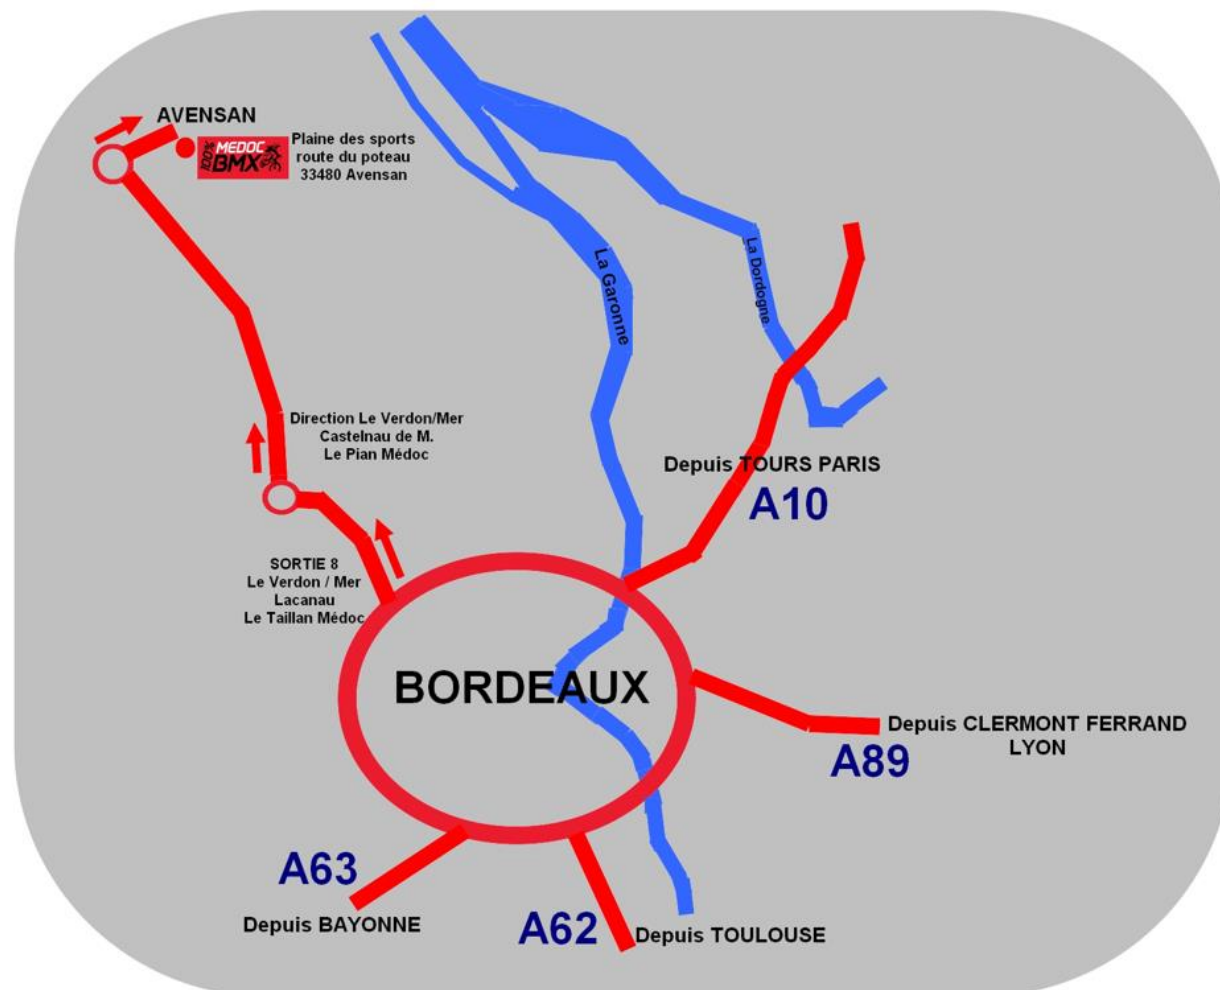 AVENSAN
100%
MEDOC
BMX
Plaine des sports
route du poteau
33480 Avensan
La Garonne
La Dordogne
Direction Le Verdon/Mer
Castelnau de M.
Le Pian Médoc
Depuis TOURS PARIS
A10
SORTIE 8
Le Verdon / Mer
Lacanau
Le Taillan Médoc
BORDEAUX
Depuis CLERMONT FERRAND
LYON
A89
A63
Depuis BAYONNE
A62
Depuis TOULOUSE